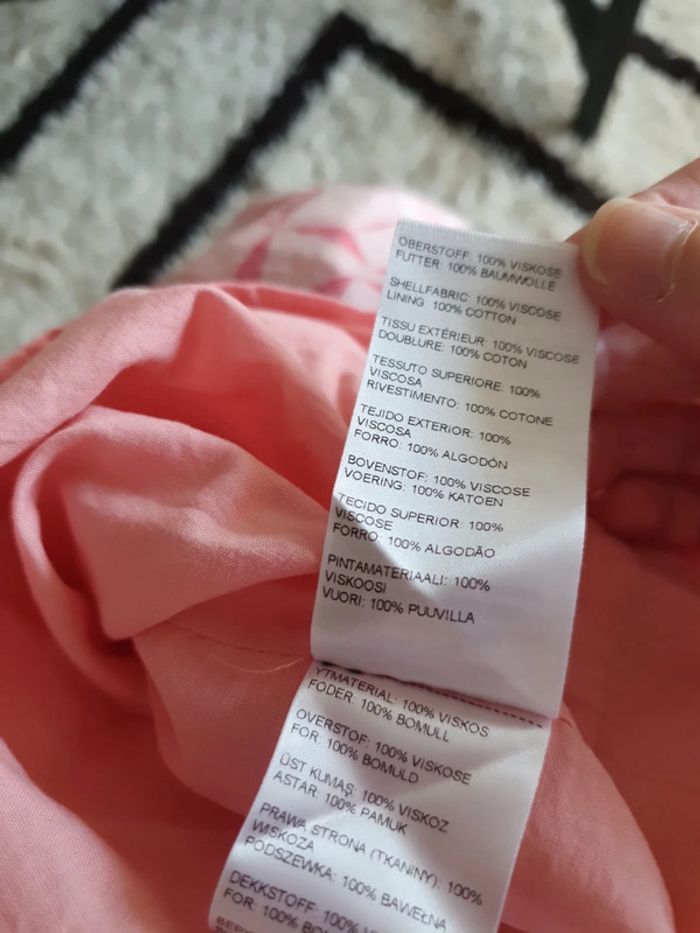 OBERSTOFF: 100% VISKOSE
FUTTER: 100% BAUMWOLLE
SHELLFABRIC: 100% VISCOSE
LINING: 100% COTTON
TISSU EXTÉRIEUR: 100% VISCOSE
DOUBLURE: 100% COTON
TESSUTO SUPERIORE: 100%
VISCOSA
RIVESTIMENTO: 100% COTONE
TEJIDO EXTERIOR: 100%
VISCOSA
FORRO: 100% ALGODÓN
BOVENSTOF: 100% VISCOSE
VOERING: 100% KATOEN
TECIDO SUPERIOR: 100%
VISCOSE
FORRO: 100% ALGODÃO
PINTAMATERIAALI: 100%
VISKOOSI
VUORI: 100% PUUVILLA
YTMATERIAL: 100% VISKOS
FODER: 100% BOMULL
OVERSTOF: 100% VISKOSE
FOR: 100% BOMULD
ÜST KUMAŞ: 100% VISKOZ
ASTAR: 100% PAMUK
PRAWA STRONA (TKANINY): 100%
WISKOZA
PODSZEWKA: 100% BAWEŁNA
DEKKSTOFF: 100%
FOR: 100%